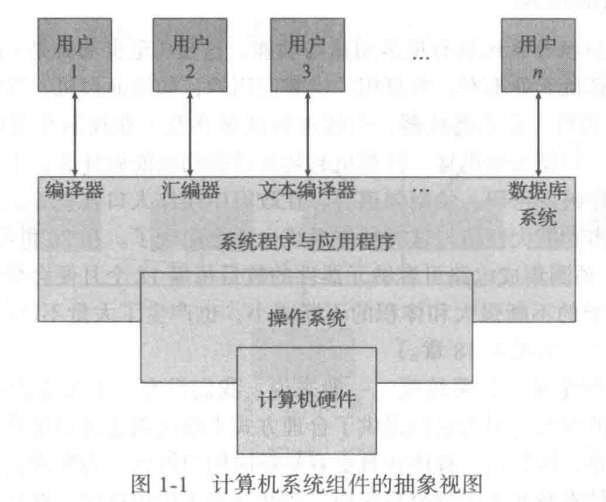 用户 用户 用户 用户
1 2 3 … n
编译器 汇编器 文本编译器 … 数据库
系统
系统程序与应用程序
操作系统
计算机硬件
图 1-1 计算机系统组件的抽象视图